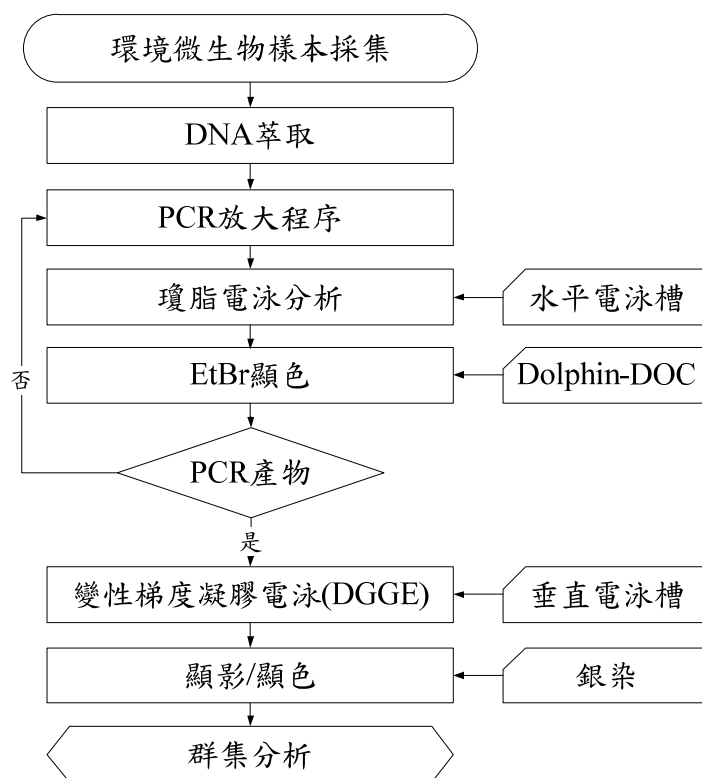 環境微生物樣本採集
DNA萃取
PCR放大程序
瓊脂電泳分析
水平電泳槽
EtBr顯色
Dolphin-DOC
否
PCR產物
是
變性梯度凝膠電泳(DGGE)
垂直電泳槽
顯影/顯色
銀染
群集分析